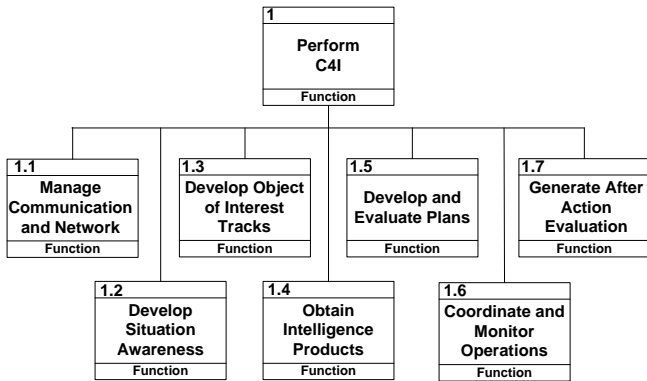 1
Perform
C4I
Function
1.1
Manage
Communication
and Network
Function
1.3
Develop Object
of Interest
Tracks
Function
1.5
Develop and
Evaluate Plans
Function
1.7
Generate After
Action
Evaluation
Function
1.2
Develop
Situation
Awareness
Function
1.4
Obtain
Intelligence
Products
Function
1.6
Coordinate and
Monitor
Operations
Function